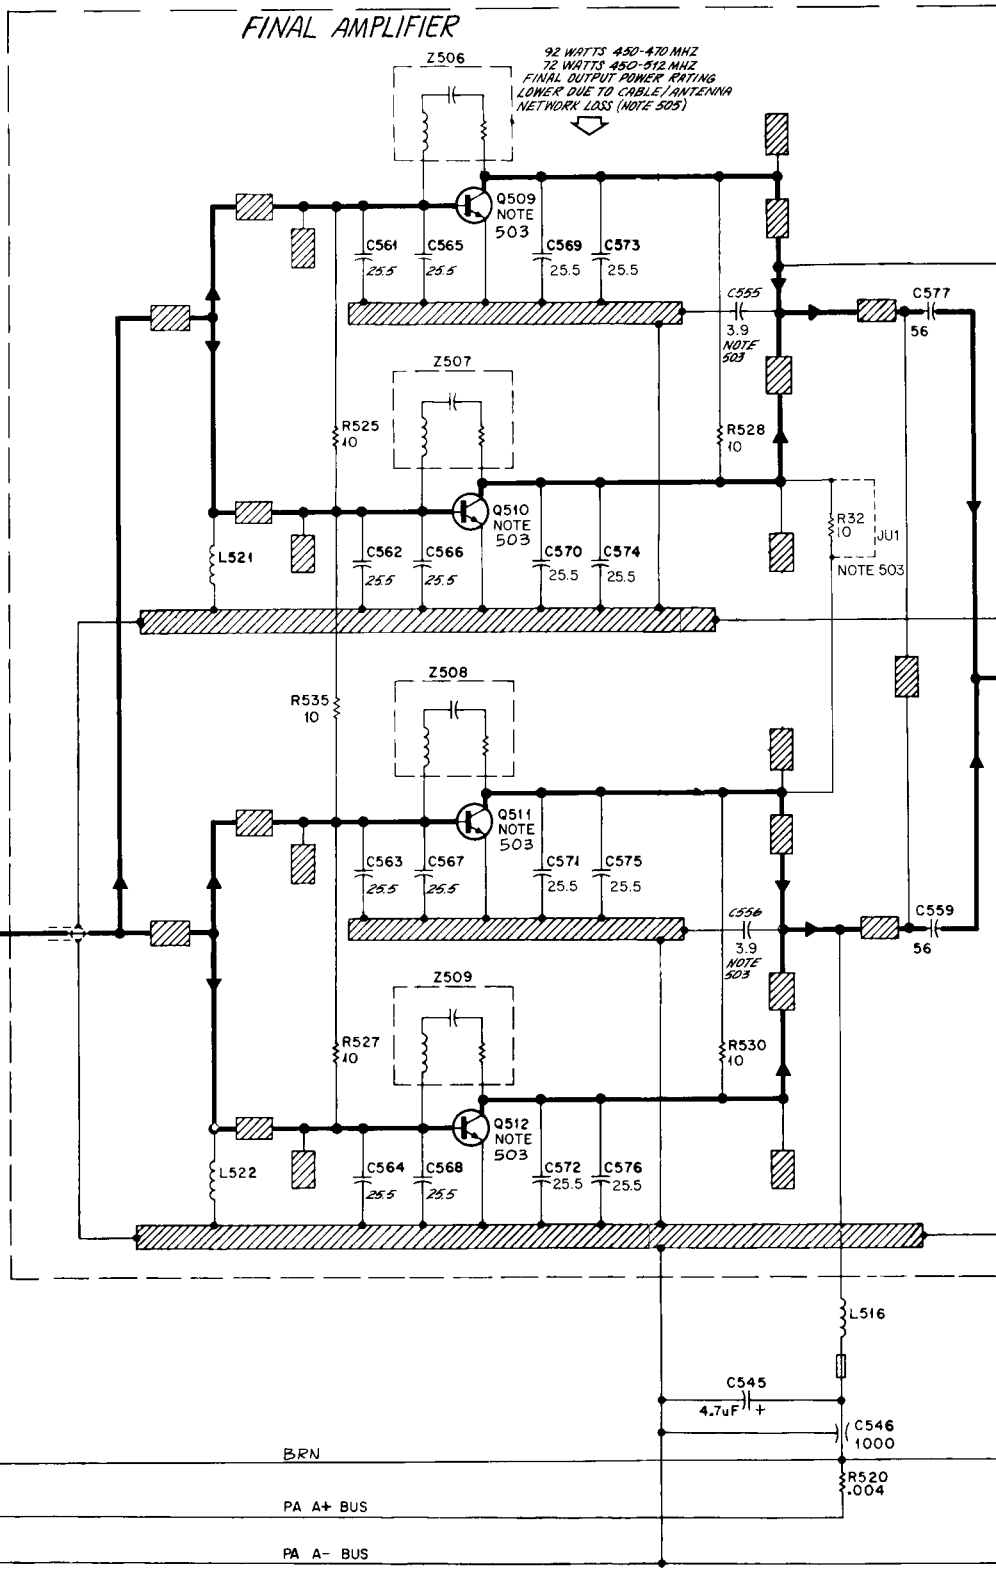 FINAL AMPLIFIER
Z506
92 WATTS 450-470 MHZ
72 WATTS 450-512 MHZ
FINAL OUTPUT POWER RATING
LOWER DUE TO CABLE/ANTENNA
NETWORK LOSS (NOTE 505)
Q509
NOTE
503
C561
25.5
C565
25.5
C569
25.5
C573
25.5
C555
3.9
NOTE
503
C577
56
Z507
R525
10
R528
10
Q510
NOTE
503
R32
10
JU1
NOTE 503
L521
C562
25.5
C566
25.5
C570
25.5
C574
25.5
Z508
R535
10
Q511
NOTE
503
C563
25.5
C567
25.5
C571
25.5
C575
25.5
C556
3.9
NOTE
503
C559
56
Z509
R527
10
R530
10
Q512
NOTE
503
L522
C564
25.5
C568
25.5
C572
25.5
C576
25.5
L516
C545
4.7uF +
C546
1000
BRN
R520
.004
PA A+ BUS
PA A- BUS